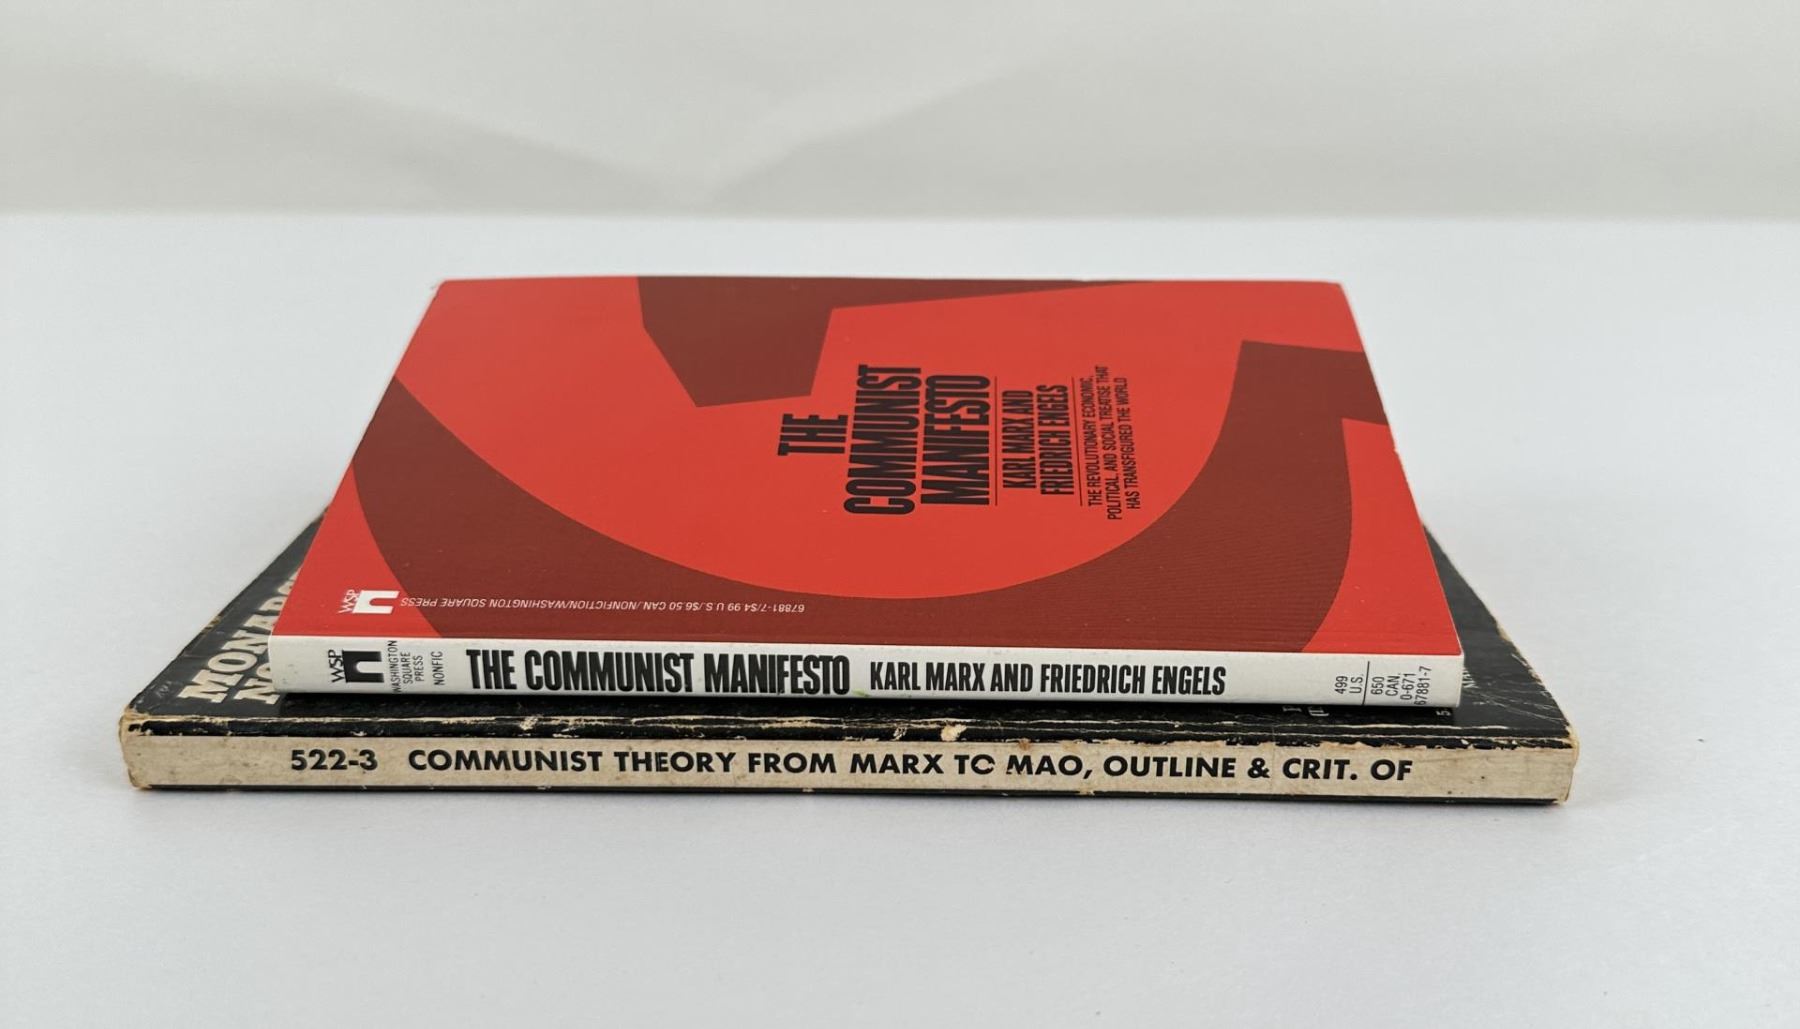 THE
COMMUNIST
MANIFESTO
KARL MARX AND
FRIEDRICH ENGELS
THE REVOLUTIONARY ECONOMIC,
POLITICAL, AND SOCIAL TREATISE THAT
HAS TRANSFIGURED THE WORLD
WSP
67881-7/$4.99 U.S./$6.50 CAN./NONFICTION/WASHINGTON SQUARE PRESS
WSP
WASHINGTON
SQUARE
PRESS
NONFIC
THE COMMUNIST MANIFESTO KARL MARX AND FRIEDRICH ENGELS
499
U.S.
650
CAN.
0-671
67881-7
522-3 COMMUNIST THEORY FROM MARX TO MAO, OUTLINE & CRIT. OF